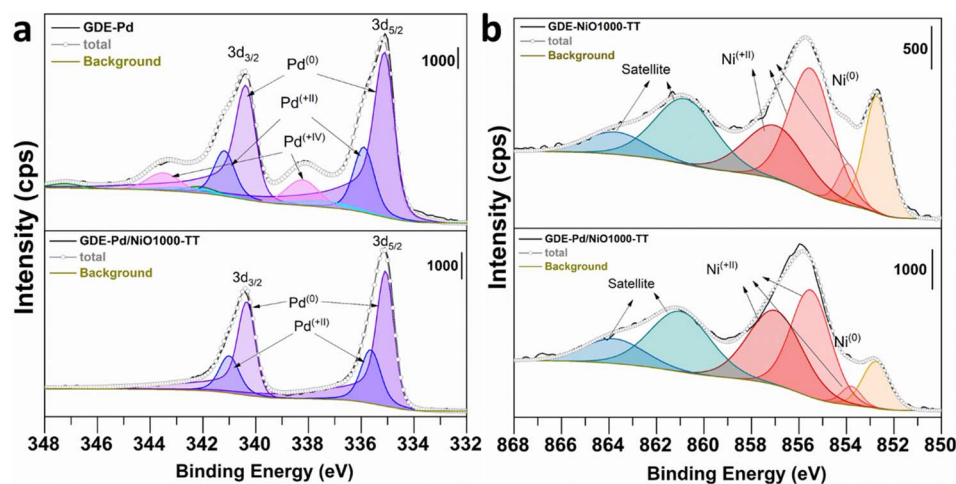 a
GDE-Pd
total
Background
3d3/2
3d5/2
1000
Pd(0)
Pd(+II)
Pd(+IV)
GDE-Pd/NiO1000-TT
total
Background
3d3/2
3d5/2
1000
Pd(0)
Pd(+II)
Intensity (cps)
348 346 344 342 340 338 336 334 332
Binding Energy (eV)
b
GDE-NiO1000-TT
total
Background
500
Satellite
Ni(+II)
Ni(0)
GDE-Pd/NiO1000-TT
total
Background
1000
Satellite
Ni(+II)
Ni(0)
Intensity (cps)
868 866 864 862 860 858 856 854 852 850
Binding Energy (eV)